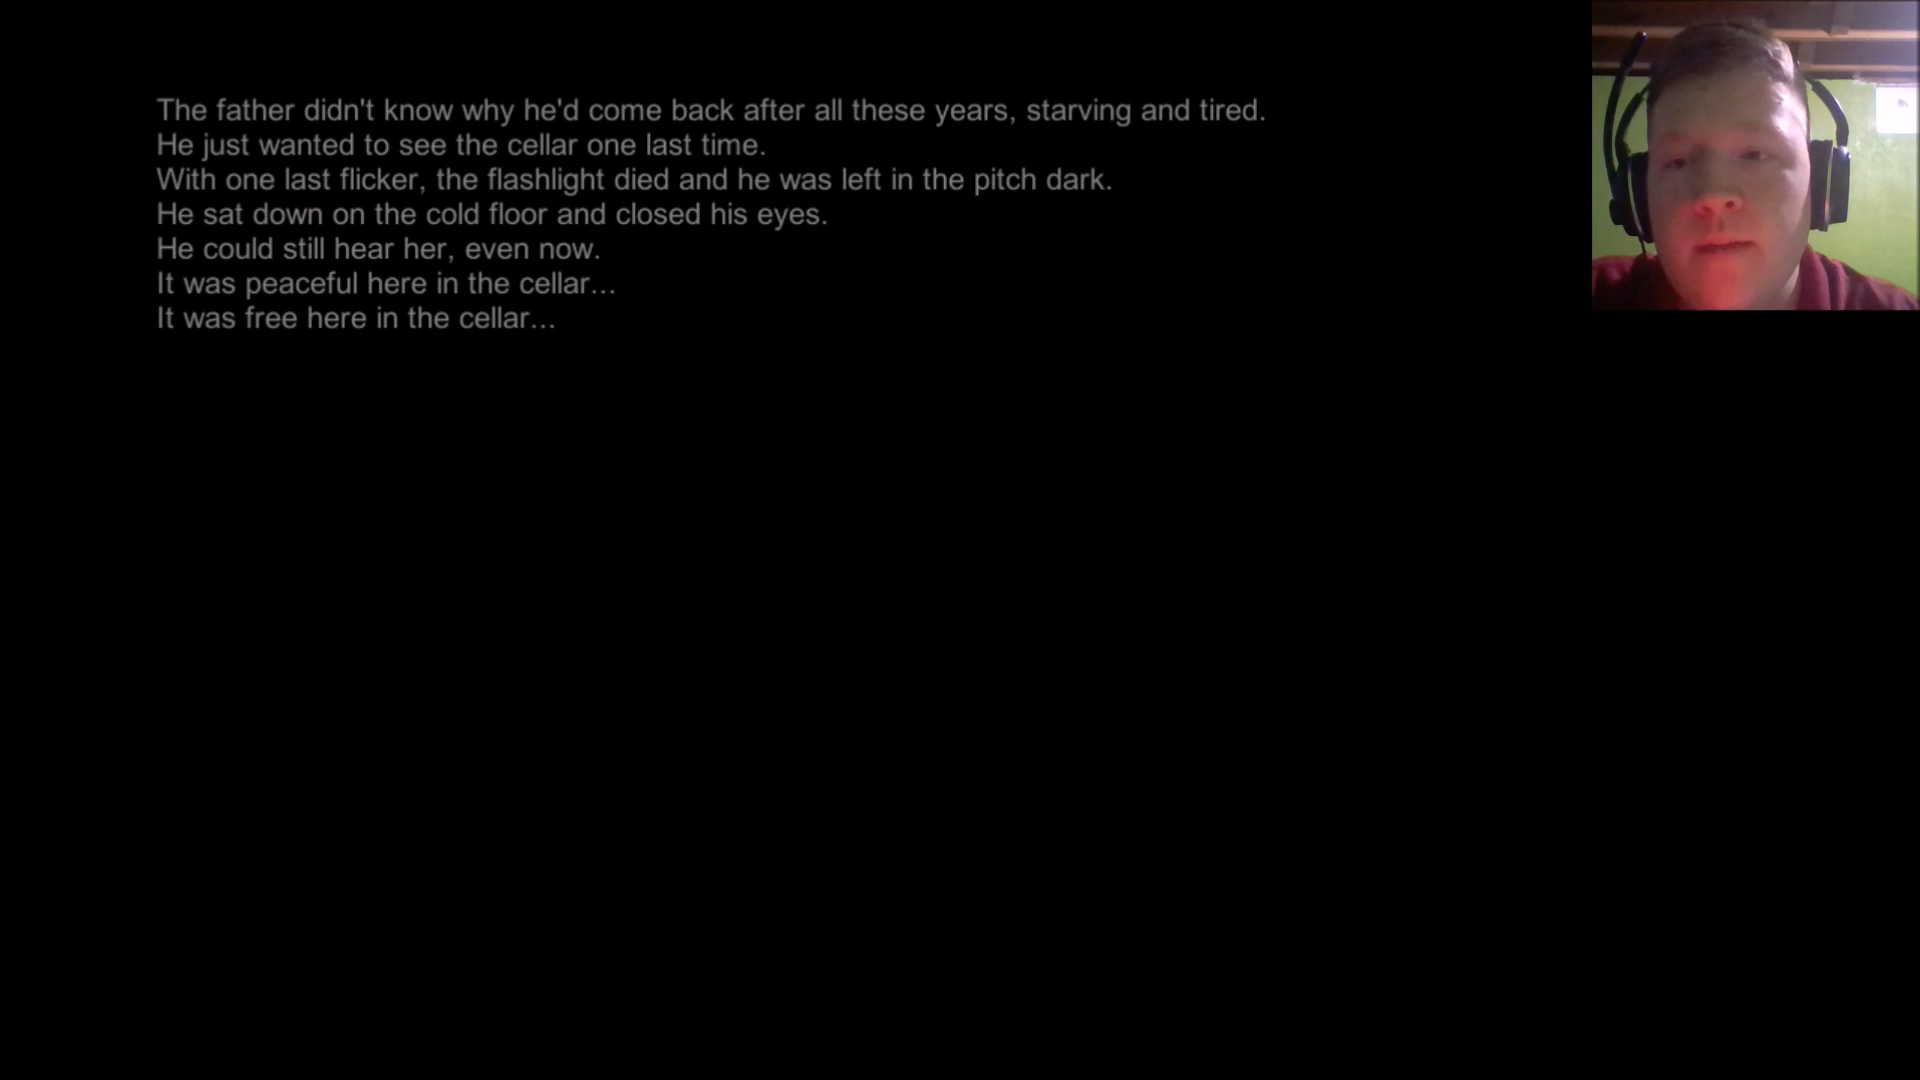 The father didn't know why he'd come back after all these years, starving and tired.
He just wanted to see the cellar one last time.
With one last flicker, the flashlight died and he was left in the pitch dark.
He sat down on the cold floor and closed his eyes.
He could still hear her, even now.
It was peaceful here in the cellar...
It was free here in the cellar...